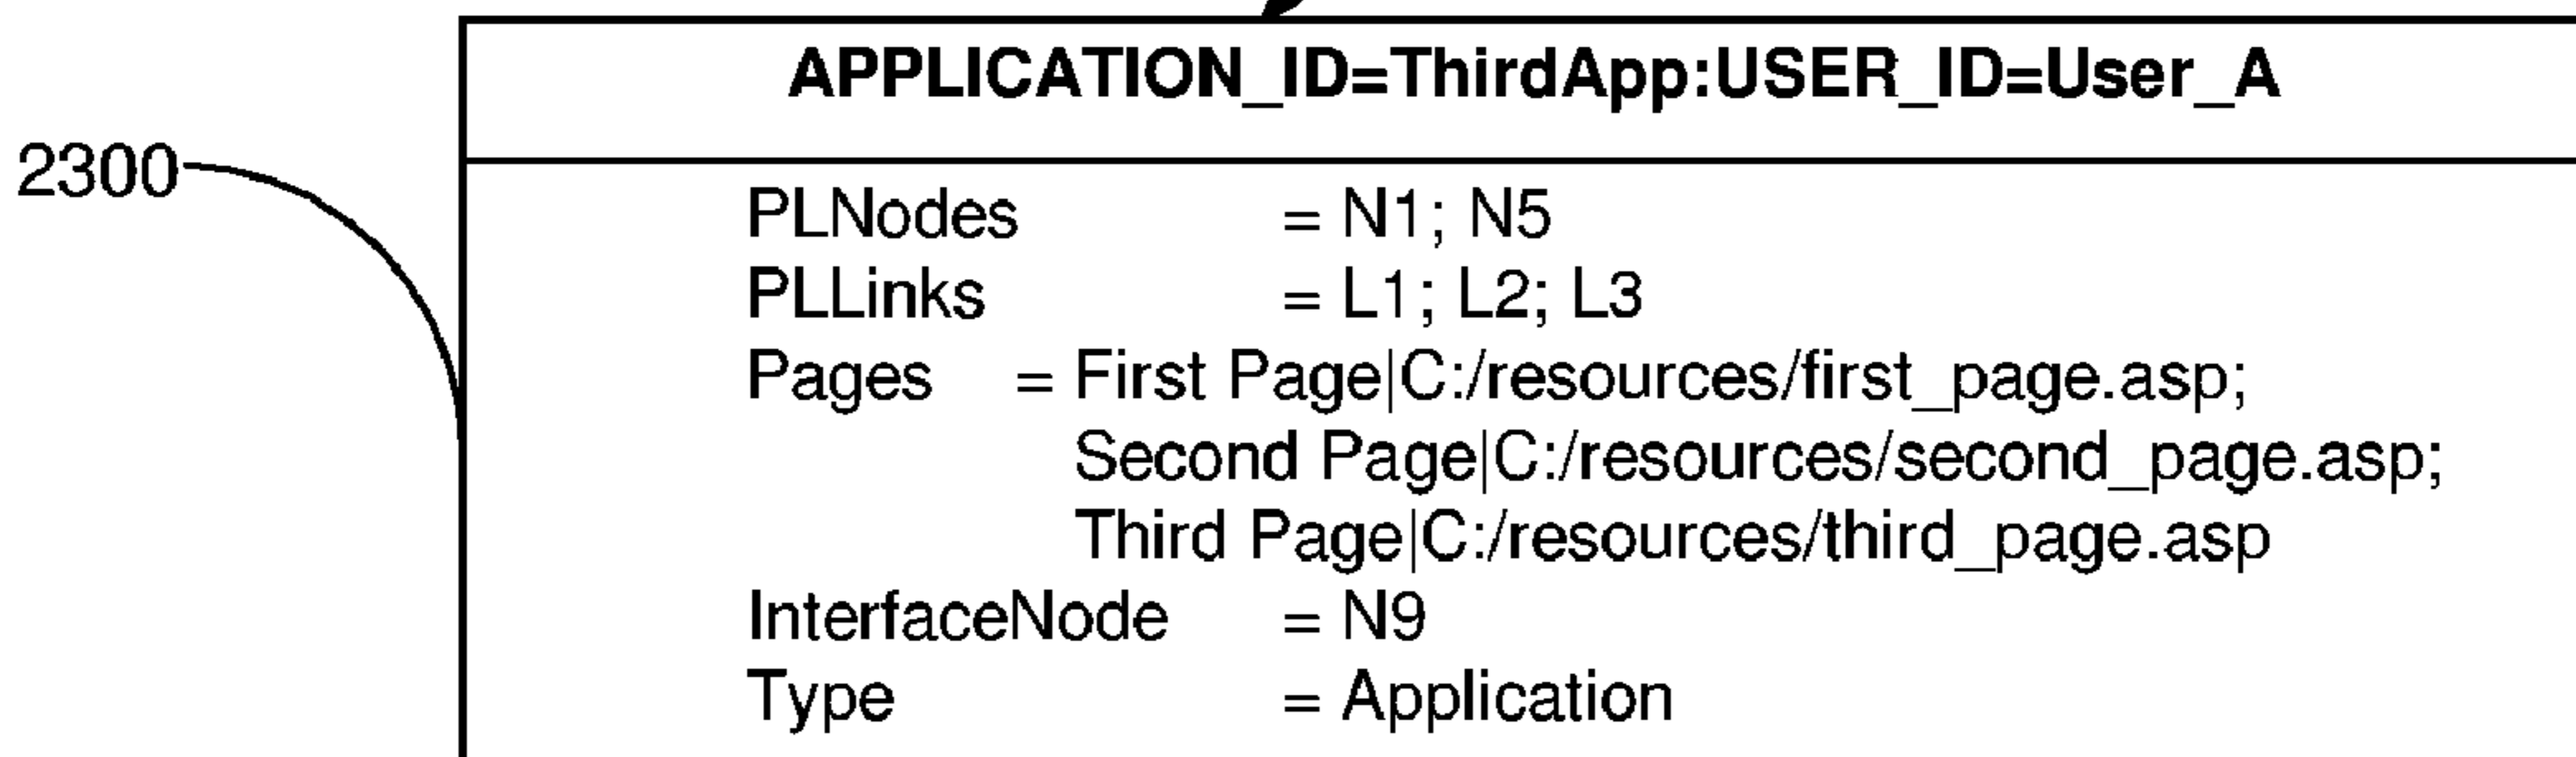 APPLICATION_ID=ThirdApp:USER_ID=User_A
2300
PLNodes = N1; N5
PLLinks = L1; L2; L3
Pages = First Page|C:/resources/first_page.asp;
Second Page|C:/resources/second_page.asp;
Third Page|C:/resources/third_page.asp
InterfaceNode = N9
Type = Application